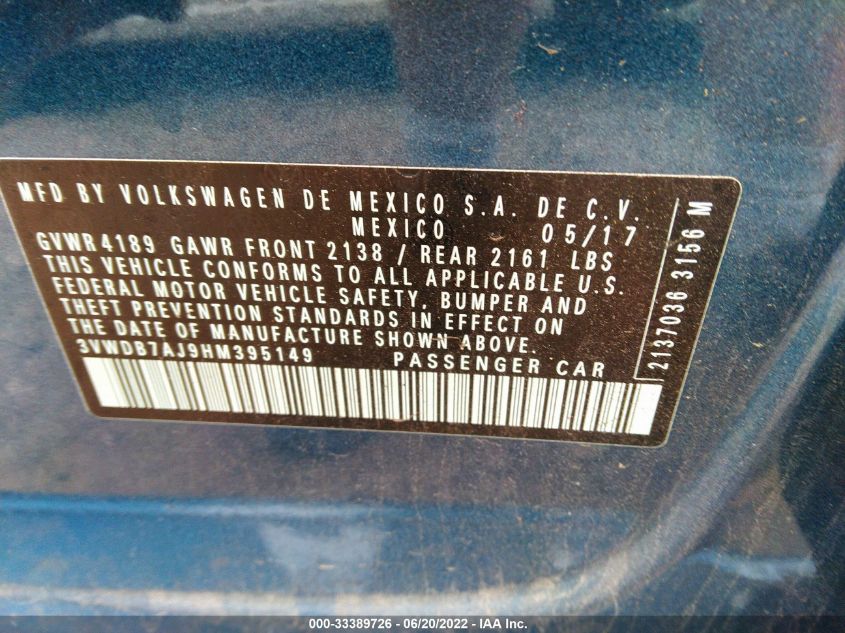 MFD BY VOLKSWAGEN DE MEXICO S.A. DE C.V.
MEXICO 05/17
GVWR 4189 GAWR FRONT 2138 / REAR 2161 LBS
THIS VEHICLE CONFORMS TO ALL APPLICABLE U.S.
FEDERAL MOTOR VEHICLE SAFETY, BUMPER AND
THEFT PREVENTION STANDARDS IN EFFECT ON
THE DATE OF MANUFACTURE SHOWN ABOVE.
3VWDB7AJ9HM395149 PASSENGER CAR
2137036 3156 M
000-33389726 - 06/20/2022 - IAA Inc.